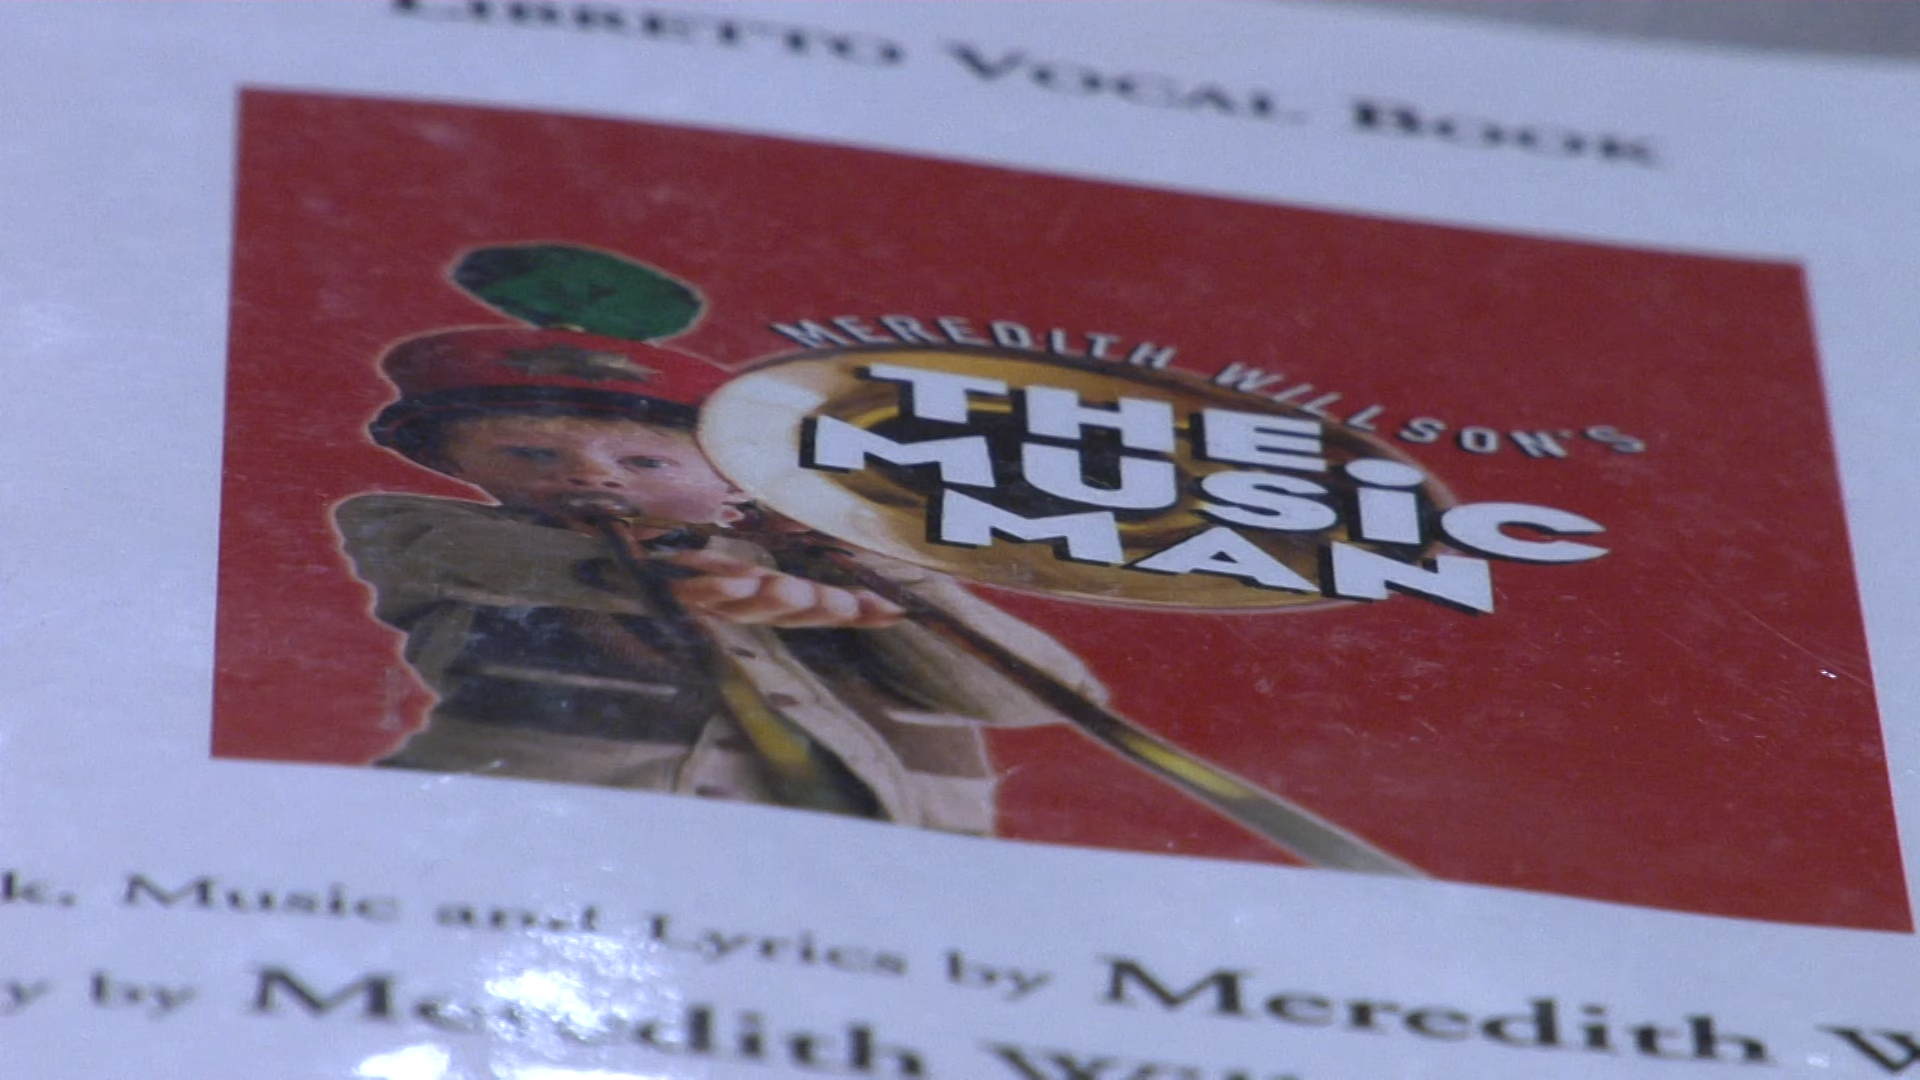 LIBRETTO VOCAL BOOK
MEREDITH WILLSON'S
THE
MUSiC
MAN
k, Music and Lyrics by Meredith W
y by Meredith